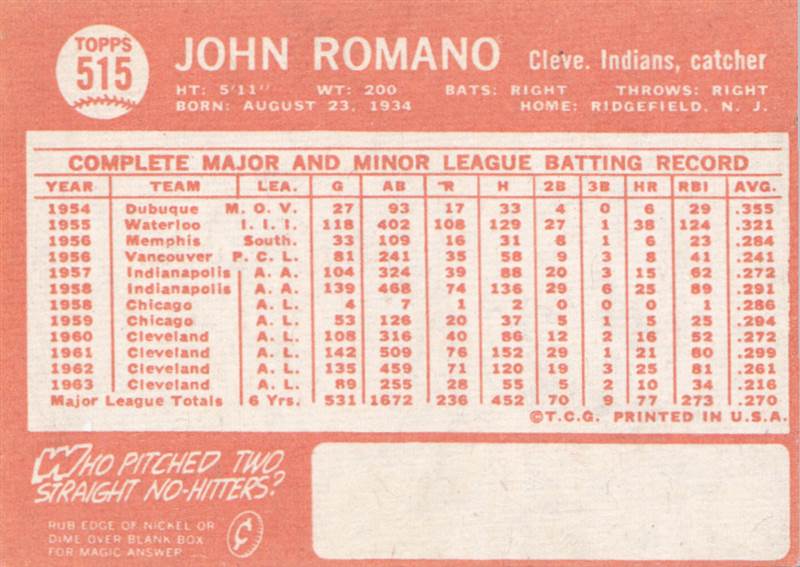 TOPPS
515
JOHN ROMANO Cleve. Indians, catcher
HT: 5'11" WT: 200 BATS: RIGHT THROWS: RIGHT
BORN: AUGUST 23, 1934 HOME: RIDGEFIELD, N. J.
COMPLETE MAJOR AND MINOR LEAGUE BATTING RECORD
YEAR TEAM LEA. G AB R H 2B 3B HR RBI AVG.
1954 Dubuque M. O. V. 27 93 17 33 4 0 6 29 .355
1955 Waterloo I. I. I. 118 402 108 129 27 1 38 124 .321
1956 Memphis South. 33 109 16 31 8 1 6 23 .284
1956 Vancouver P. C. L. 81 241 35 58 9 3 8 41 .241
1957 Indianapolis A. A. 104 324 39 88 20 3 15 62 .272
1958 Indianapolis A. A. 139 468 74 136 29 6 25 89 .291
1958 Chicago A. L. 4 7 1 2 0 0 0 1 .286
1959 Chicago A. L. 53 126 20 37 5 1 5 25 .294
1960 Cleveland A. L. 108 316 40 86 12 2 16 52 .272
1961 Cleveland A. L. 142 509 76 152 29 1 21 80 .299
1962 Cleveland A. L. 135 459 71 120 19 3 25 81 .261
1963 Cleveland A. L. 89 255 28 55 5 2 10 34 .216
Major League Totals 6 Yrs. 531 1672 236 452 70 9 77 273 .270
©T.C.G. PRINTED IN U.S.A.
WHO PITCHED TWO
STRAIGHT NO-HITTERS?
RUB EDGE OF NICKEL OR
DIME OVER BLANK BOX
FOR MAGIC ANSWER
¢